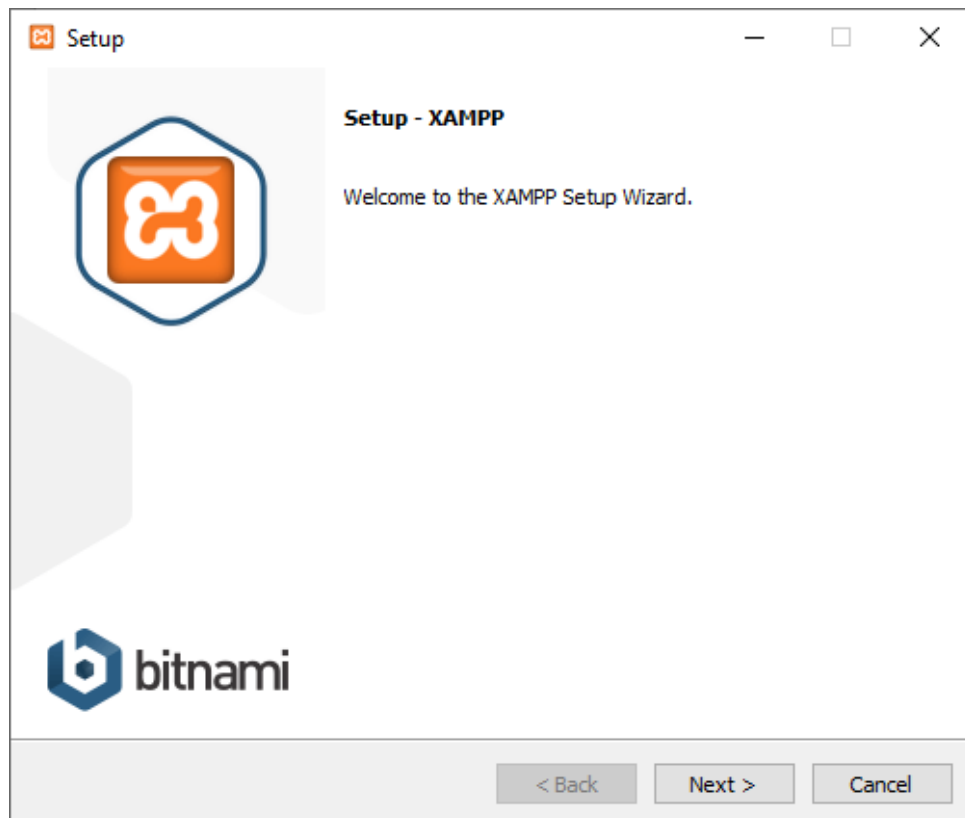 Setup
Setup - XAMPP
Welcome to the XAMPP Setup Wizard.
bitnami
< Back
Next >
Cancel